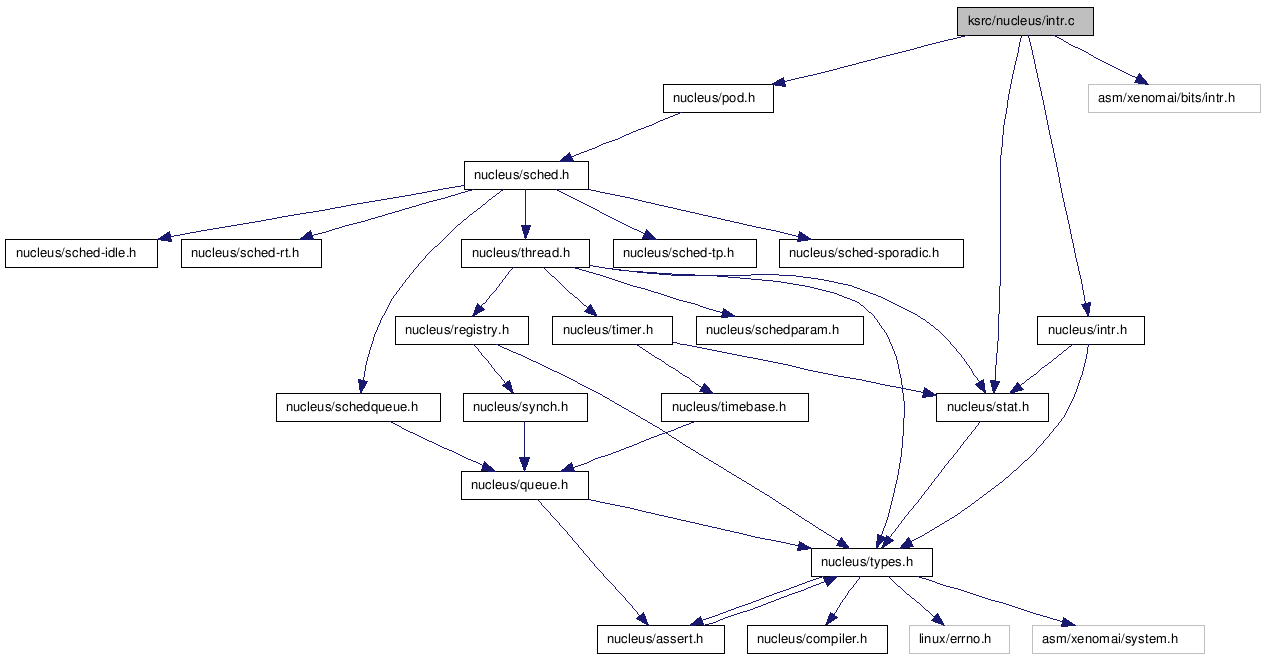 ksrc/nucleus/intr.c
nucleus/pod.h
asm/xenomai/bits/intr.h
nucleus/sched.h
nucleus/sched-idle.h
nucleus/sched-rt.h
nucleus/thread.h
nucleus/sched-tp.h
nucleus/sched-sporadic.h
nucleus/registry.h
nucleus/timer.h
nucleus/schedparam.h
nucleus/intr.h
nucleus/schedqueue.h
nucleus/synch.h
nucleus/timebase.h
nucleus/stat.h
nucleus/queue.h
nucleus/types.h
nucleus/assert.h
nucleus/compiler.h
linux/errno.h
asm/xenomai/system.h